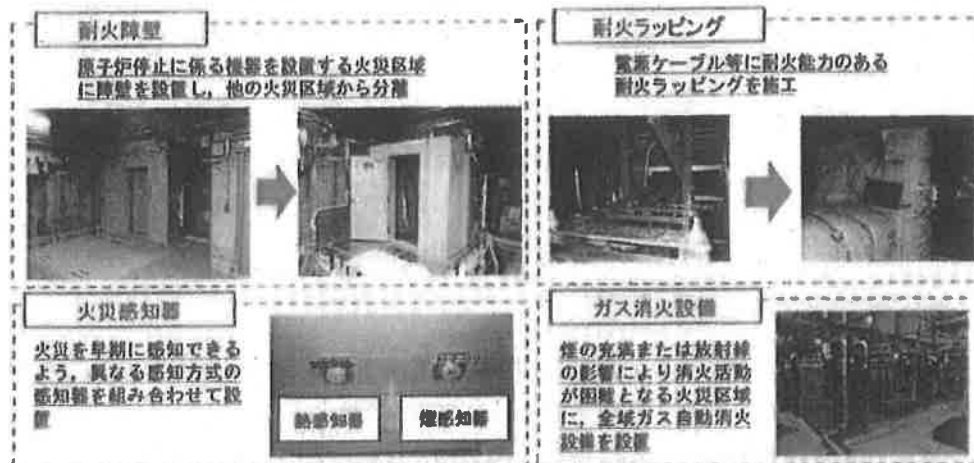 耐火障壁
原子炉停止に係る機器を設置する火災区域
に障壁を設置し，他の火災区域から分離
耐火ラッピング
電源ケーブル等に耐火能力のある
耐火ラッピングを施工
火災感知器
火災を早期に感知できる
よう，異なる感知方式の
感知器を組み合わせて設
置
熱感知器
煙感知器
ガス消火設備
煙の充満または放射線
の影響により消火活動
が困難となる火災区域
に，全域ガス自動消火
設備を設置